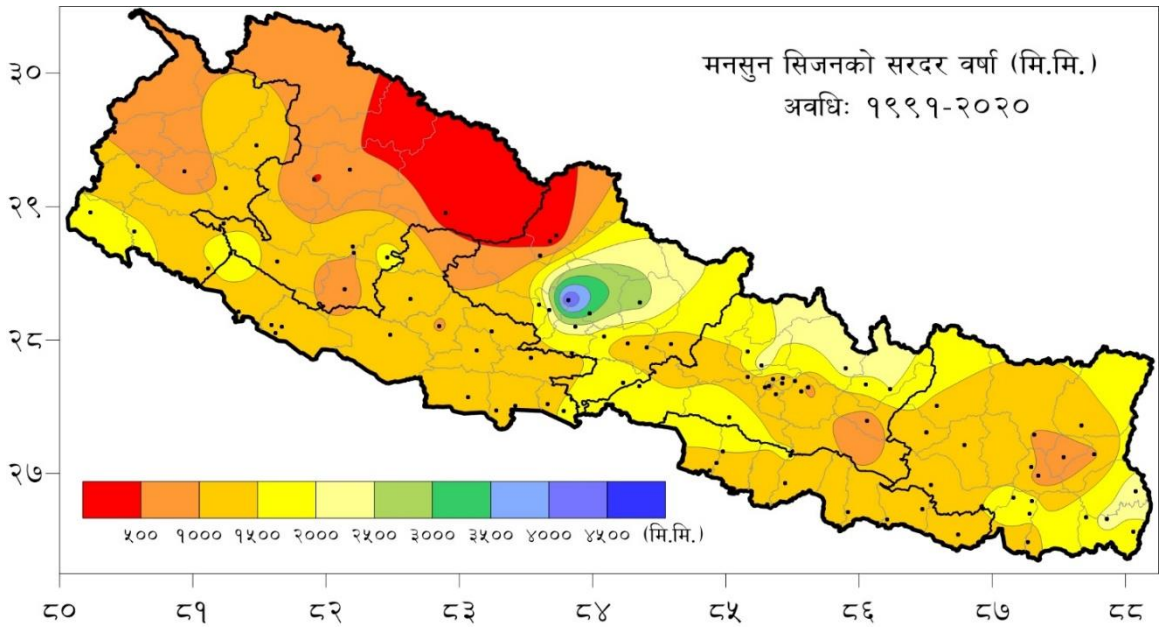 मनसुन सिजनको सरदर वर्षा (मि.मि.)
अवधिः १९९१-२०२०
३०
२९
२८
२७
५०० १००० १५०० २००० २५०० ३००० ३५०० ४००० ४५०० (मि.मि.)
८० ८१ ८२ ८३ ८४ ८५ ८६ ८७ ८८